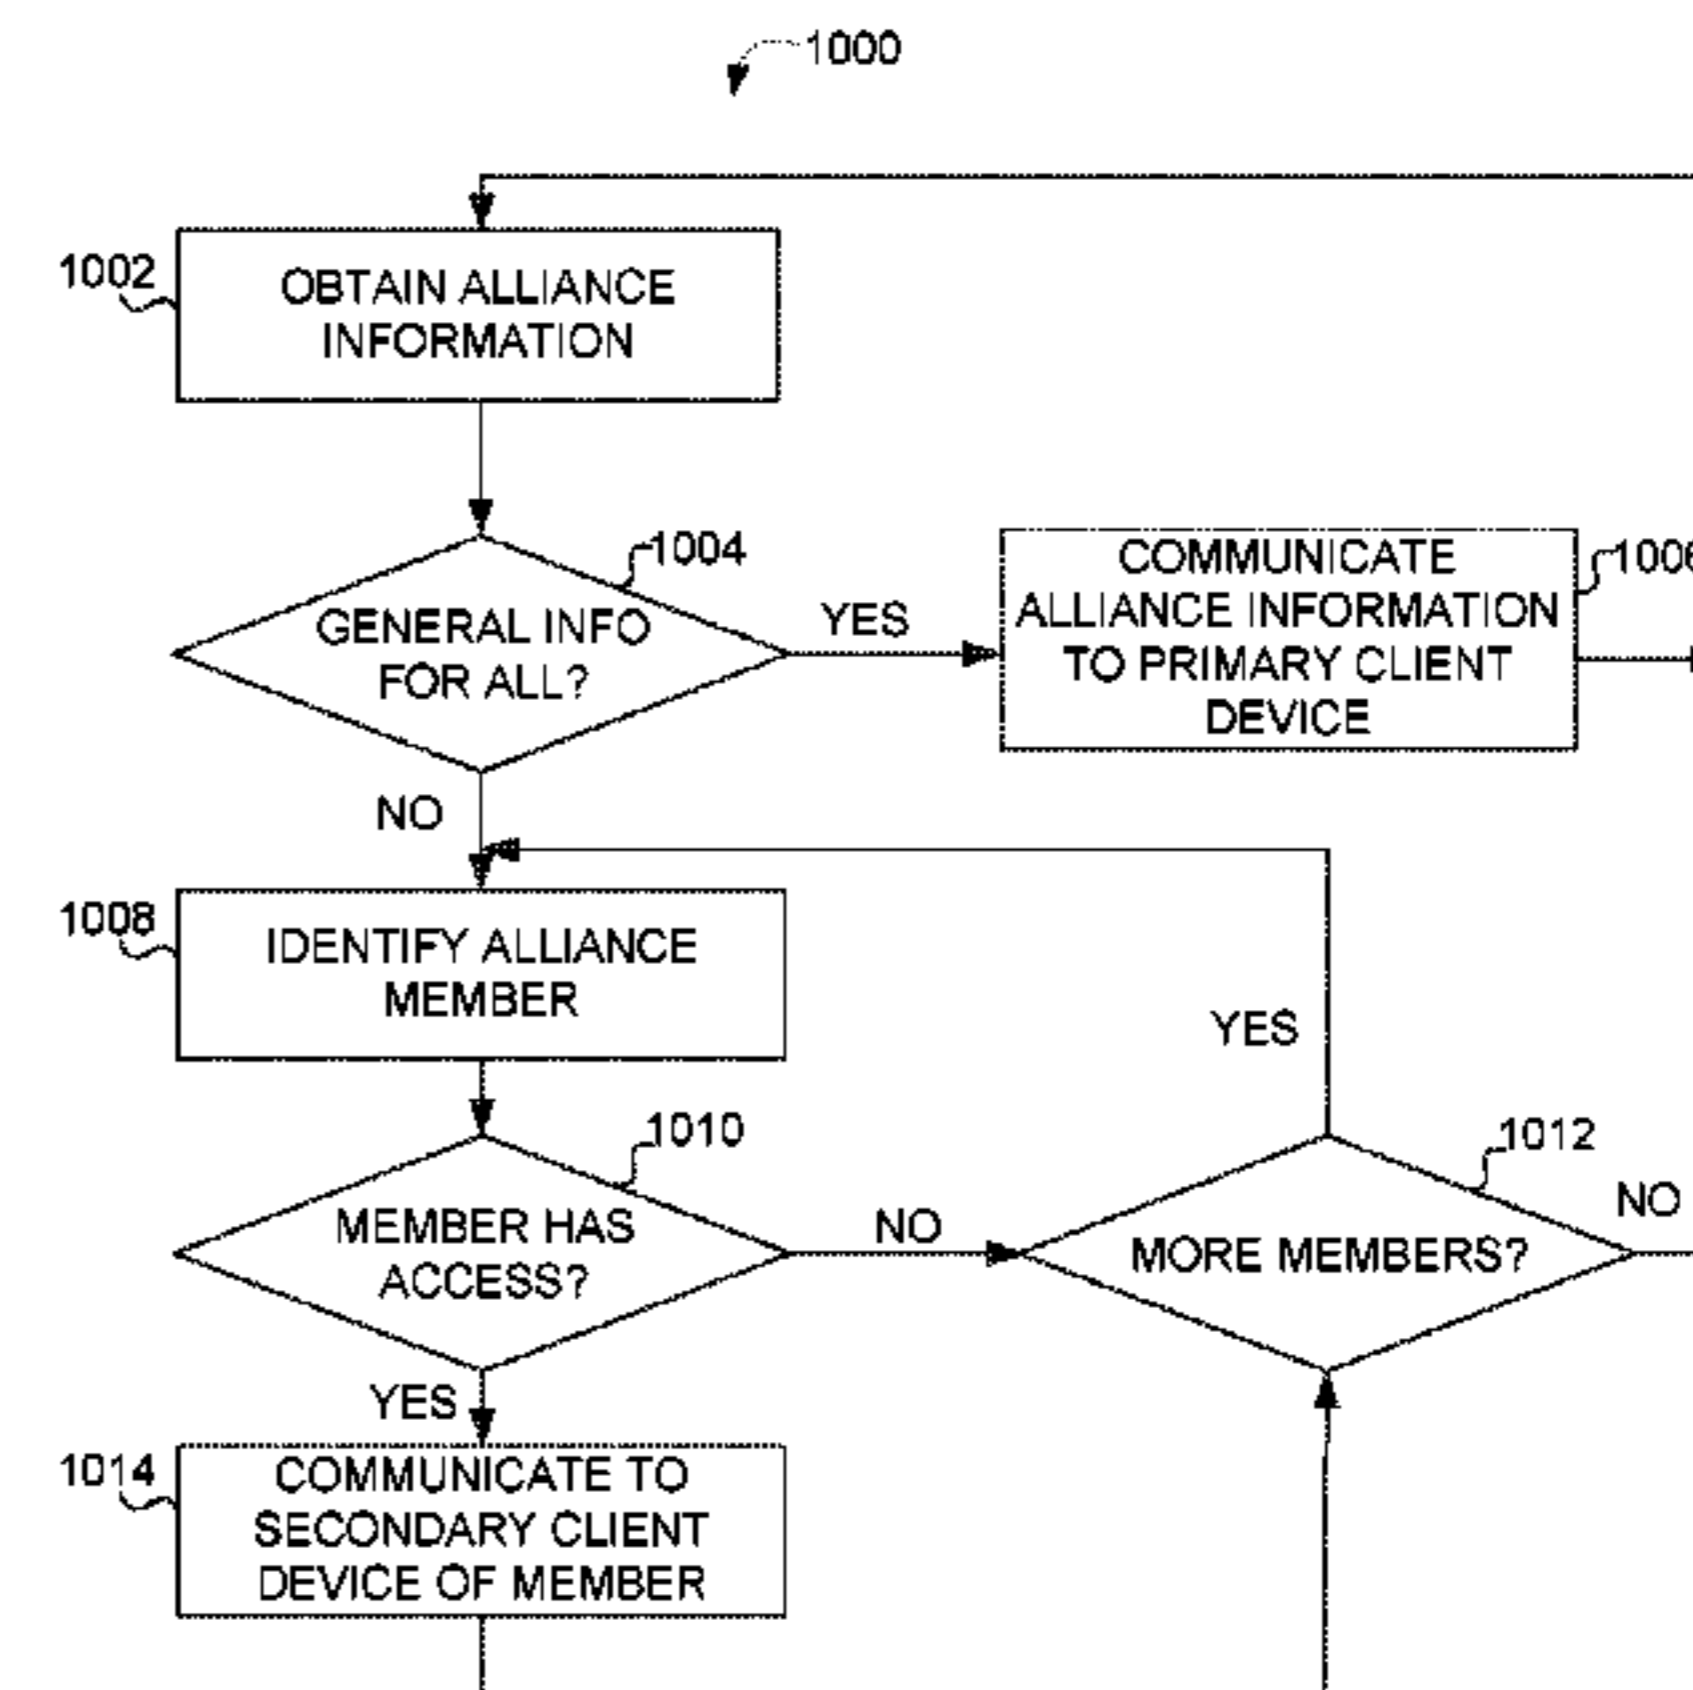 1000
1002
OBTAIN ALLIANCE
INFORMATION
1004
GENERAL INFO
FOR ALL?
YES
COMMUNICATE
ALLIANCE INFORMATION
TO PRIMARY CLIENT
DEVICE
1006
NO
1008
IDENTIFY ALLIANCE
MEMBER
YES
1010
MEMBER HAS
ACCESS?
NO
1012
MORE MEMBERS?
NO
YES
1014
COMMUNICATE TO
SECONDARY CLIENT
DEVICE OF MEMBER